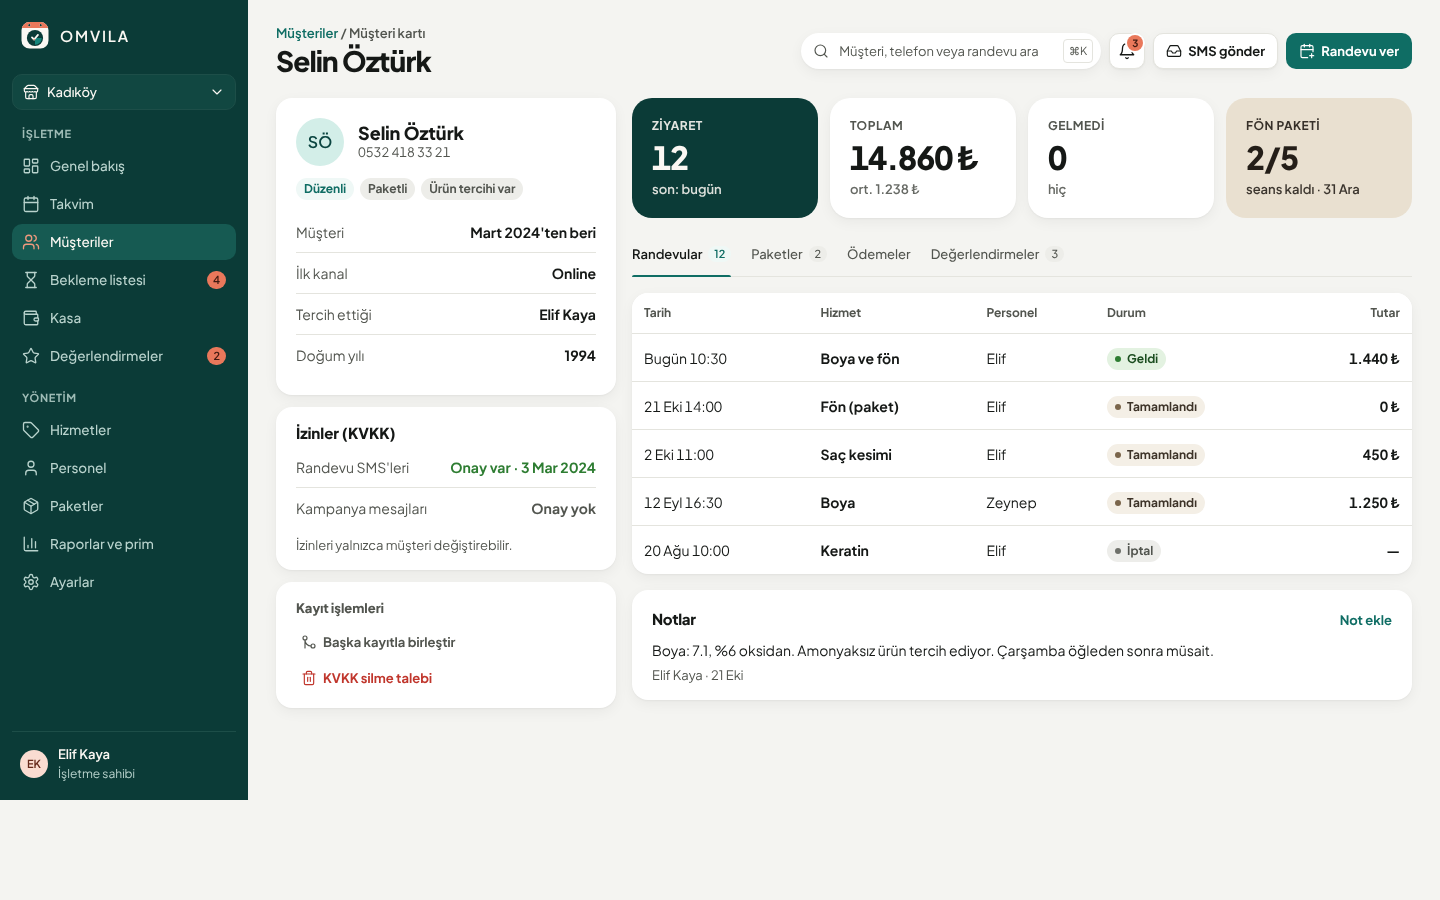 OMVILA
Kadıköy
İŞLETME
Genel bakış
Takvim
Müşteriler
Bekleme listesi 4
Kasa
Değerlendirmeler 2
YÖNETİM
Hizmetler
Personel
Paketler
Raporlar ve prim
Ayarlar
Elif Kaya
EK
İşletme sahibi
Müşteriler / Müşteri kartı
Selin Öztürk
Müşteri, telefon veya randevu ara ⌘K
3
SMS gönder
Randevu ver
SÖ
Selin Öztürk
0532 418 33 21
Düzenli Paketli Ürün tercihi var
Müşteri Mart 2024'ten beri
İlk kanal Online
Tercih ettiği Elif Kaya
Doğum yılı 1994
İzinler (KVKK)
Randevu SMS'leri Onay var · 3 Mar 2024
Kampanya mesajları Onay yok
İzinleri yalnızca müşteri değiştirebilir.
Kayıt işlemleri
Başka kayıtla birleştir
KVKK silme talebi
ZİYARET
12
son: bugün
TOPLAM
14.860 ₺
ort. 1.238 ₺
GELMEDİ
0
hiç
FÖN PAKETİ
2/5
seans kaldı · 31 Ara
Randevular 12 Paketler 2 Ödemeler Değerlendirmeler 3
Tarih Hizmet Personel Durum Tutar
Bugün 10:30 Boya ve fön Elif Geldi 1.440 ₺
21 Eki 14:00 Fön (paket) Elif Tamamlandı 0 ₺
2 Eki 11:00 Saç kesimi Elif Tamamlandı 450 ₺
12 Eyl 16:30 Boya Zeynep Tamamlandı 1.250 ₺
20 Ağu 10:00 Keratin Elif İptal —
Notlar Not ekle
Boya: 7.1, %6 oksidan. Amonyaksız ürün tercih ediyor. Çarşamba öğleden sonra müsait.
Elif Kaya · 21 Eki